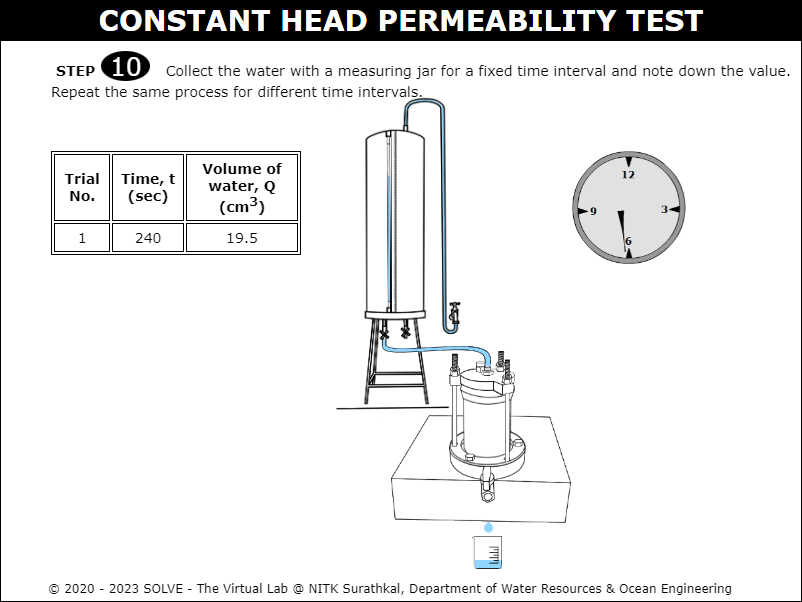 CONSTANT HEAD PERMEABILITY TEST
STEP 10 Collect the water with a measuring jar for a fixed time interval and note down the value.
Repeat the same process for different time intervals.
Trial No. Time, t (sec) Volume of water, Q (cm³)
1 240 19.5
12
9 3
6
© 2020 - 2023 SOLVE - The Virtual Lab @ NITK Surathkal, Department of Water Resources & Ocean Engineering